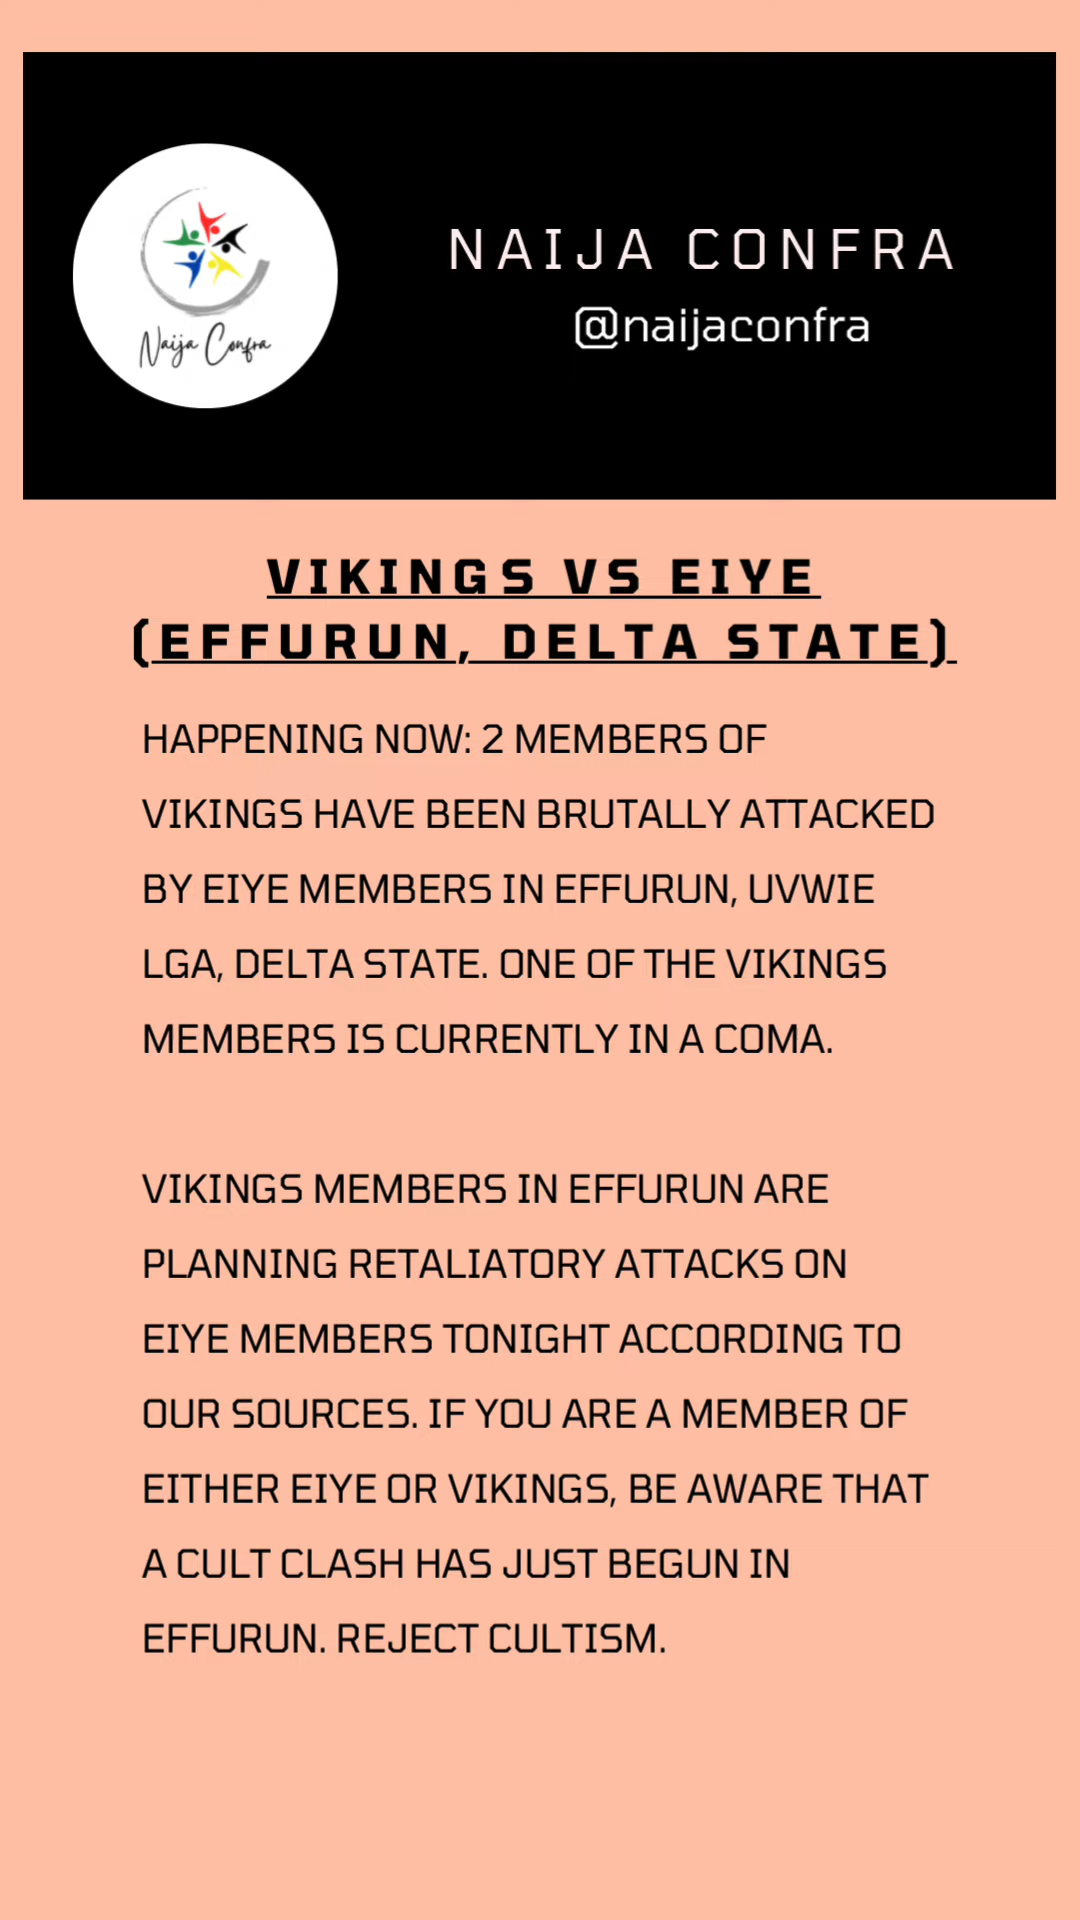 Naija Confra
NAIJA CONFRA
@naijaconfra
VIKINGS VS EIYE
(EFFURUN, DELTA STATE)
HAPPENING NOW: 2 MEMBERS OF
VIKINGS HAVE BEEN BRUTALLY ATTACKED
BY EIYE MEMBERS IN EFFURUN, UVWIE
LGA, DELTA STATE. ONE OF THE VIKINGS
MEMBERS IS CURRENTLY IN A COMA.
VIKINGS MEMBERS IN EFFURUN ARE
PLANNING RETALIATORY ATTACKS ON
EIYE MEMBERS TONIGHT ACCORDING TO
OUR SOURCES. IF YOU ARE A MEMBER OF
EITHER EIYE OR VIKINGS, BE AWARE THAT
A CULT CLASH HAS JUST BEGUN IN
EFFURUN. REJECT CULTISM.